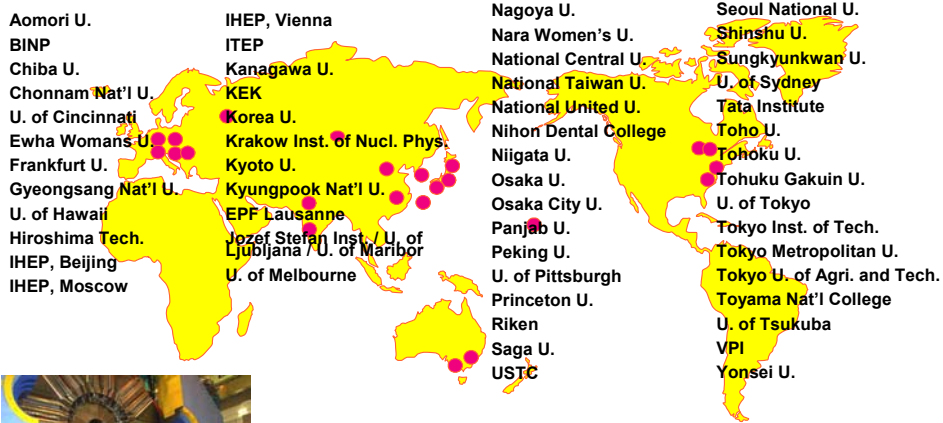 Aomori U.
BINP
Chiba U.
Chonnam Nat'l U.
U. of Cincinnati
Ewha Womans U.
Frankfurt U.
Gyeongsang Nat'l U.
U. of Hawaii
Hiroshima Tech.
IHEP, Beijing
IHEP, Moscow
IHEP, Vienna
ITEP
Kanagawa U.
KEK
Korea U.
Krakow Inst. of Nucl. Phys.
Kyoto U.
Kyungpook Nat'l U.
EPF Lausanne
Jozef Stefan Inst. / U. of
Ljubljana / U. of Maribor
U. of Melbourne
Nagoya U.
Nara Women's U.
National Central U.
National Taiwan U.
National United U.
Nihon Dental College
Niigata U.
Osaka U.
Osaka City U.
Panjab U.
Peking U.
U. of Pittsburgh
Princeton U.
Riken
Saga U.
USTC
Seoul National U.
Shinshu U.
Sungkyunkwan U.
U. of Sydney
Tata Institute
Toho U.
Tohoku U.
Tohuku Gakuin U.
U. of Tokyo
Tokyo Inst. of Tech.
Tokyo Metropolitan U.
Tokyo U. of Agri. and Tech.
Toyama Nat'l College
U. of Tsukuba
VPI
Yonsei U.